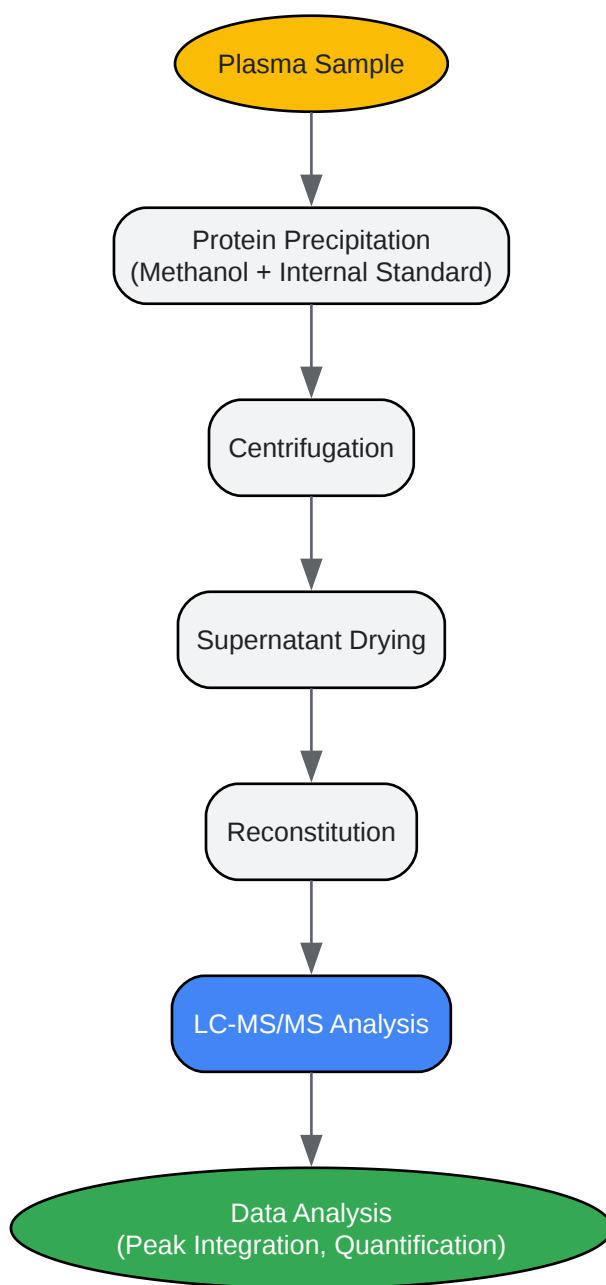 Plasma Sample
Protein Precipitation
(Methanol + Internal Standard)
Centrifugation
Supernatant Drying
Reconstitution
LC-MS/MS Analysis
Data Analysis
(Peak Integration, Quantification)